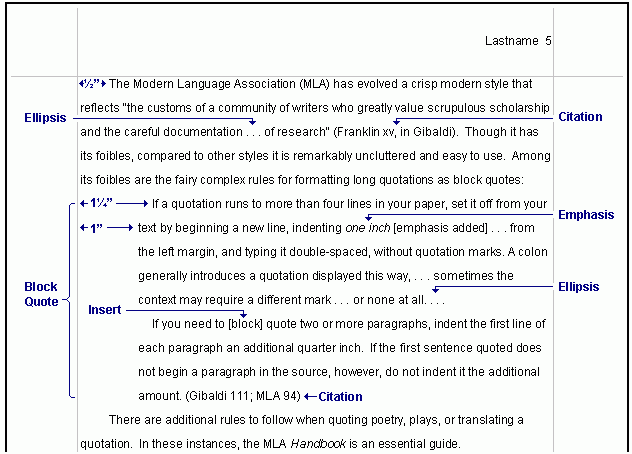 Lastname 5
½" The Modern Language Association (MLA) has evolved a crisp modern style that
reflects "the customs of a community of writers who greatly value scrupulous scholarship
Ellipsis
Citation
and the careful documentation . . . of research" (Franklin xv, in Gibaldi). Though it has
its foibles, compared to other styles it is remarkably uncluttered and easy to use. Among
its foibles are the fairy complex rules for formatting long quotations as block quotes:
1¼" If a quotation runs to more than four lines in your paper, set it off from your
Emphasis
1" text by beginning a new line, indenting one inch [emphasis added] . . . from
the left margin, and typing it double-spaced, without quotation marks. A colon
generally introduces a quotation displayed this way, . . . sometimes the
Ellipsis
Block
Quote
context may require a different mark . . . or none at all. . . .
Insert
If you need to [block] quote two or more paragraphs, indent the first line of
each paragraph an additional quarter inch. If the first sentence quoted does
not begin a paragraph in the source, however, do not indent it the additional
amount. (Gibaldi 111; MLA 94) Citation
There are additional rules to follow when quoting poetry, plays, or translating a
quotation. In these instances, the MLA Handbook is an essential guide.